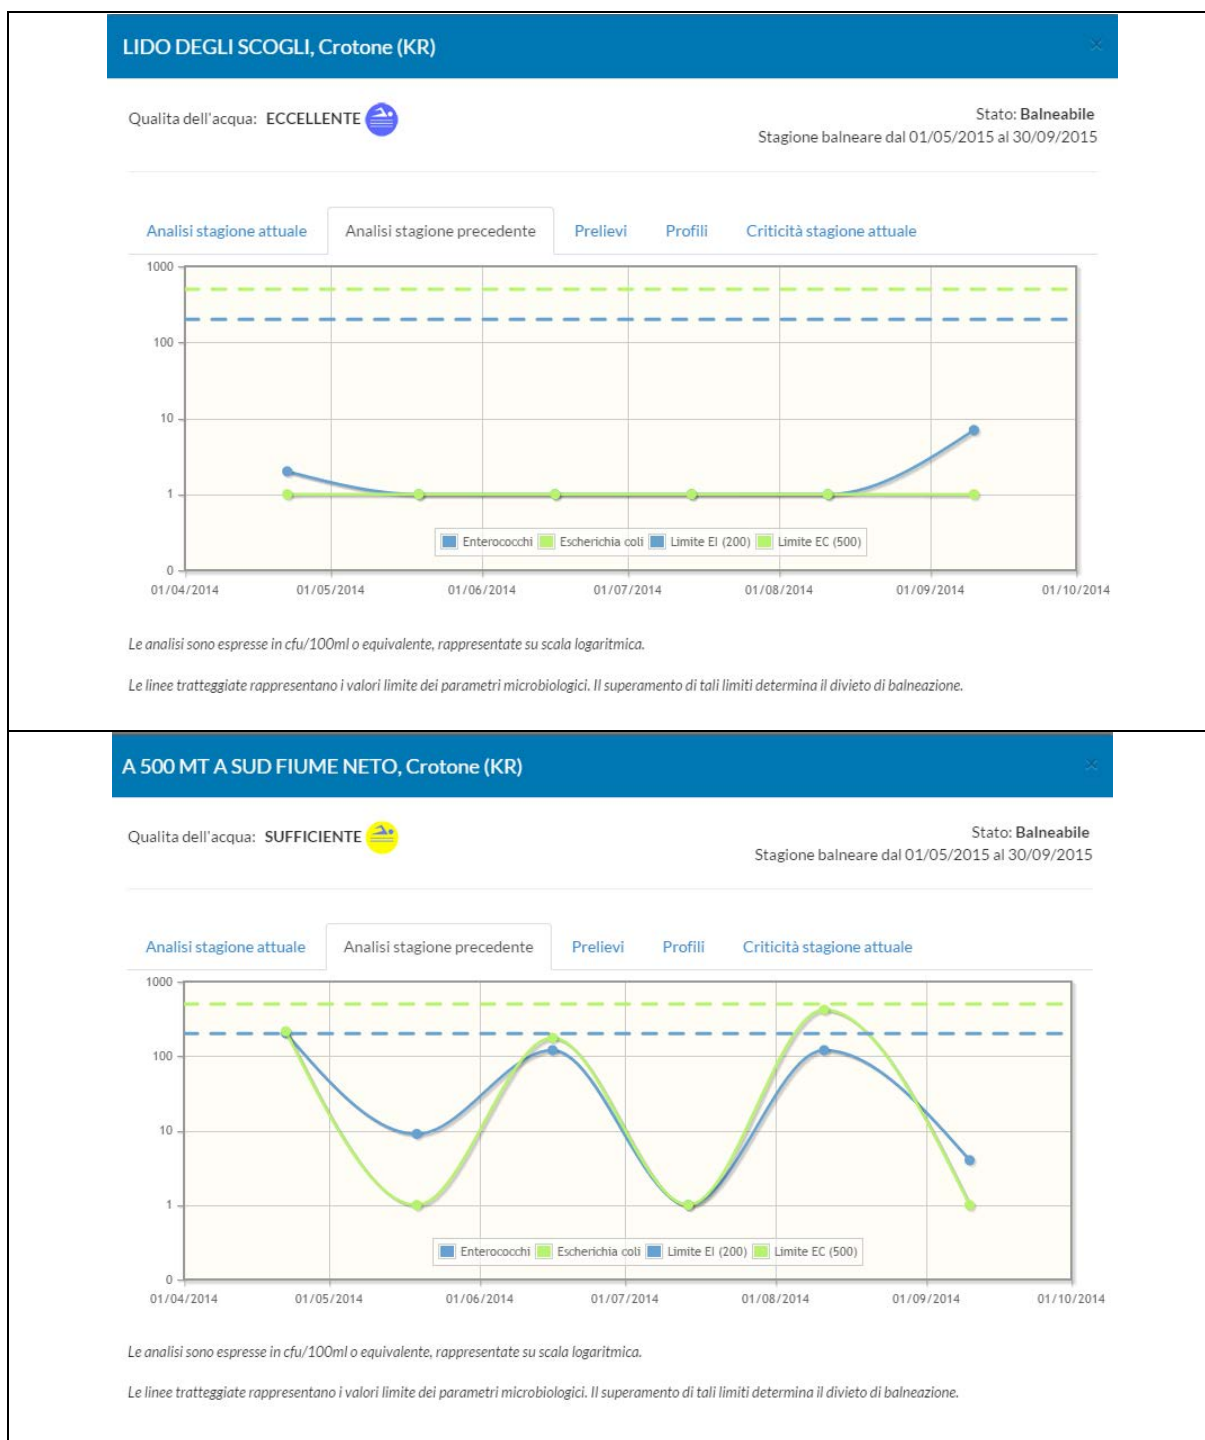 LIDO DEGLI SCOGLI, Crotone (KR)
×
Qualita dell'acqua: ECCELLENTE
Stato: Balneabile
Stagione balneare dal 01/05/2015 al 30/09/2015
Analisi stagione attuale Analisi stagione precedente Prelievi Profili Criticità stagione attuale
1000
100
10
1
0
Enterococchi Escherichia coli Limite EI (200) Limite EC (500)
01/04/2014 01/05/2014 01/06/2014 01/07/2014 01/08/2014 01/09/2014 01/10/2014
Le analisi sono espresse in cfu/100ml o equivalente, rappresentate su scala logaritmica.
Le linee tratteggiate rappresentano i valori limite dei parametri microbiologici. Il superamento di tali limiti determina il divieto di balneazione.
A 500 MT A SUD FIUME NETO, Crotone (KR)
×
Qualita dell'acqua: SUFFICIENTE
Stato: Balneabile
Stagione balneare dal 01/05/2015 al 30/09/2015
Analisi stagione attuale Analisi stagione precedente Prelievi Profili Criticità stagione attuale
1000
100
10
1
0
Enterococchi Escherichia coli Limite EI (200) Limite EC (500)
01/04/2014 01/05/2014 01/06/2014 01/07/2014 01/08/2014 01/09/2014 01/10/2014
Le analisi sono espresse in cfu/100ml o equivalente, rappresentate su scala logaritmica.
Le linee tratteggiate rappresentano i valori limite dei parametri microbiologici. Il superamento di tali limiti determina il divieto di balneazione.